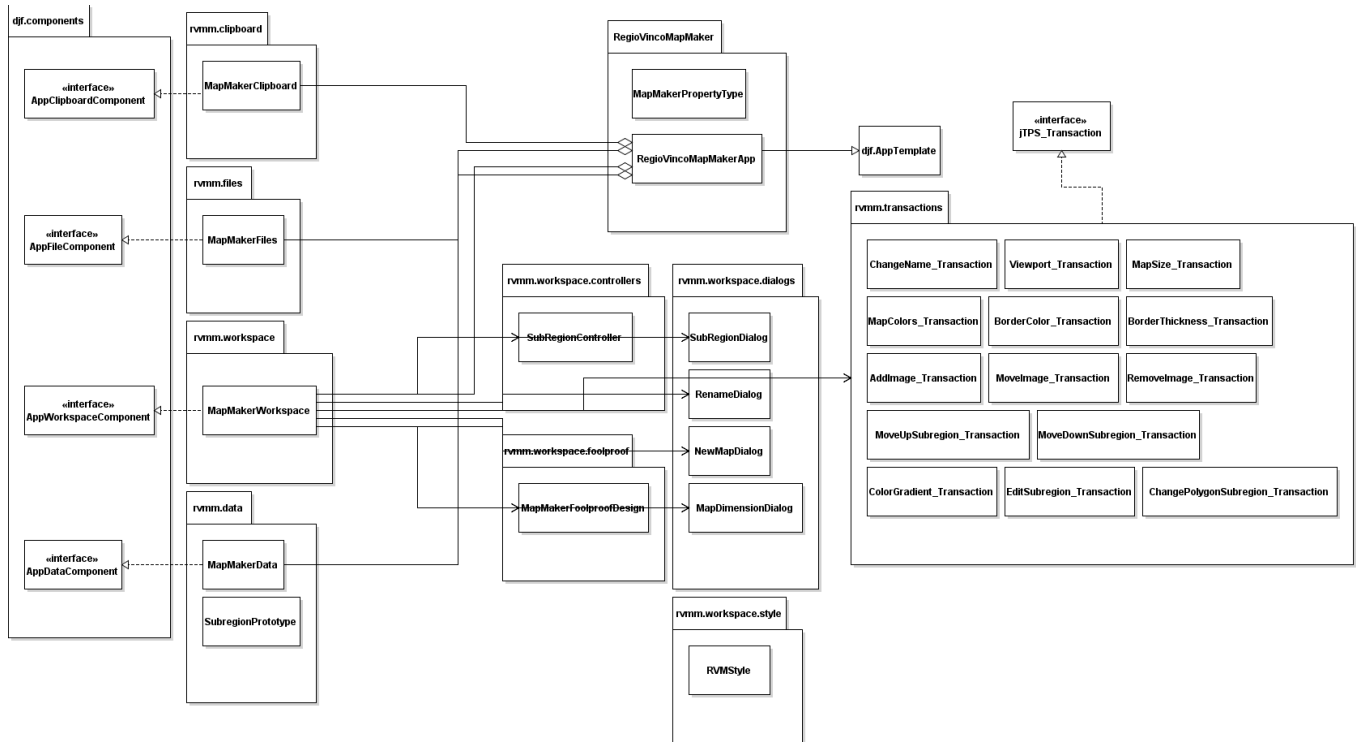 djf.components
«interface»
AppClipboardComponent
«interface»
AppFileComponent
«interface»
AppWorkspaceComponent
«interface»
AppDataComponent
rvmm.clipboard
MapMakerClipboard
rvmm.files
MapMakerFiles
rvmm.workspace
MapMakerWorkspace
rvmm.data
MapMakerData
SubregionPrototype
RegioVincoMapMaker
MapMakerPropertyType
RegioVincoMapMakerApp
djf.AppTemplate
«interface»
jTPS_Transaction
rvmm.workspace.controllers
SubRegionController
rvmm.workspace.foolproof
MapMakerFoolproofDesign
rvmm.workspace.dialogs
SubRegionDialog
RenameDialog
NewMapDialog
MapDimensionDialog
rvmm.workspace.style
RVMStyle
rvmm.transactions
ChangeName_Transaction
Viewport_Transaction
MapSize_Transaction
MapColors_Transaction
BorderColor_Transaction
BorderThickness_Transaction
AddImage_Transaction
MoveImage_Transaction
RemoveImage_Transaction
MoveUpSubregion_Transaction
MoveDownSubregion_Transaction
ColorGradient_Transaction
EditSubregion_Transaction
ChangePolygonSubregion_Transaction